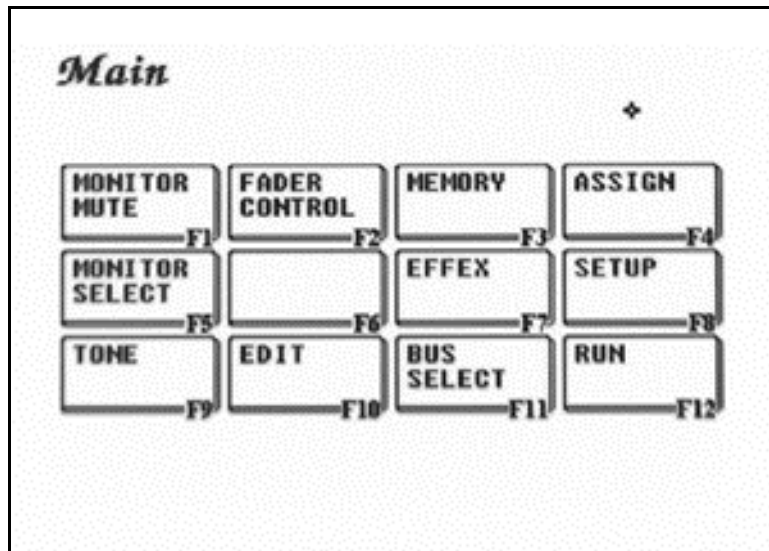 Main
MONITOR
MUTE
F1
FADER
CONTROL
F2
MEMORY
F3
ASSIGN
F4
MONITOR
SELECT
F5
F6
EFFEX
F7
SETUP
F8
TONE
F9
EDIT
F10
BUS
SELECT
F11
RUN
F12